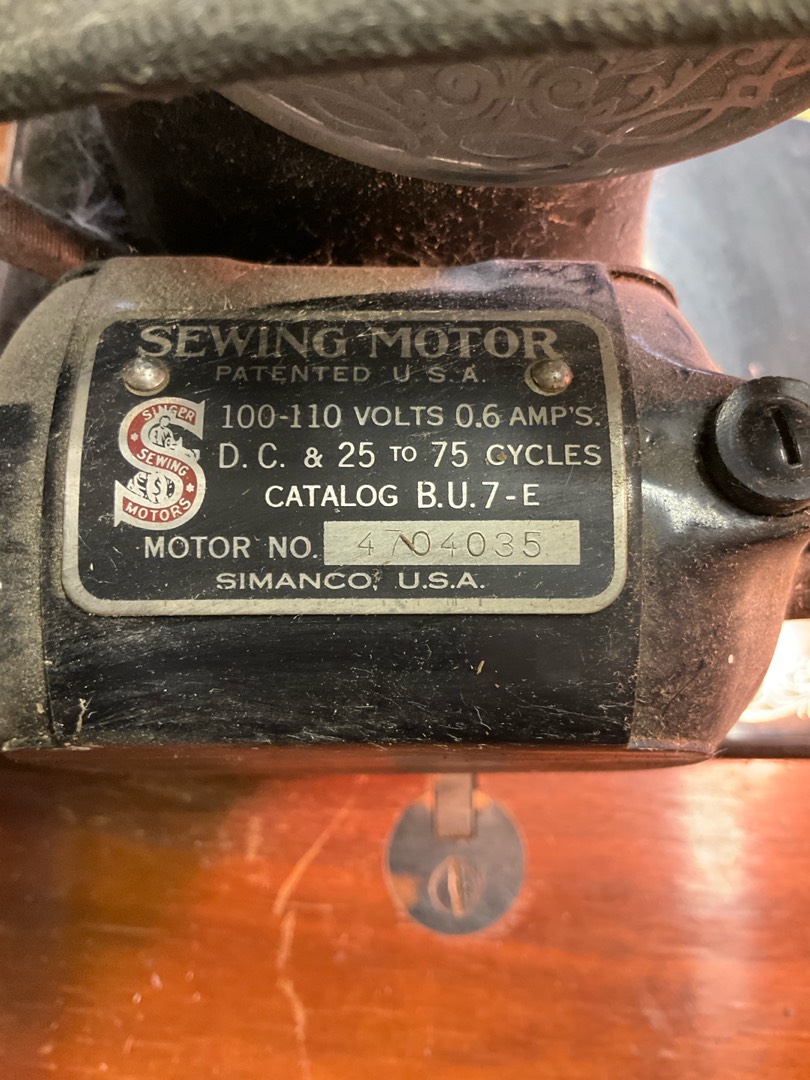 SEWING MOTOR
PATENTED U.S.A.
SINGER
SEWING
MOTORS
100-110 VOLTS 0.6 AMP'S.
D.C. & 25 TO 75 CYCLES
CATALOG B.U.7-E
MOTOR NO. 4704035
SIMANCO, U.S.A.